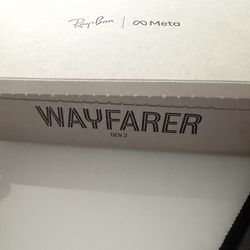 Ray-Ban | Meta
WAYFARER
GEN 2